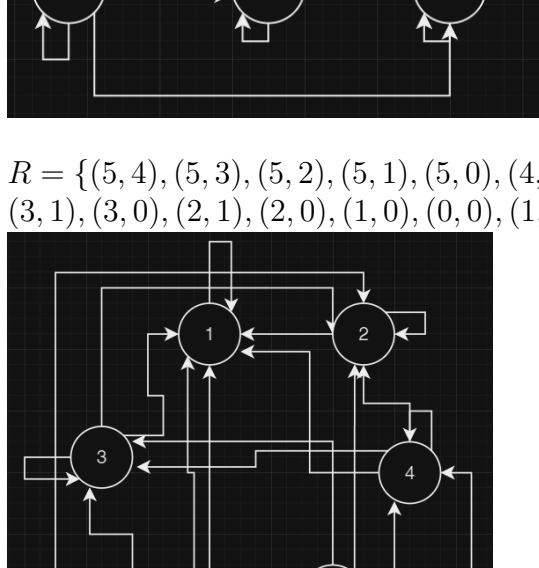 R = {(5, 4), (5, 3), (5, 2), (5, 1), (5, 0), (4,
(3, 1), (3, 0), (2, 1), (2, 0), (1, 0), (0, 0), (1
1
2
3
4